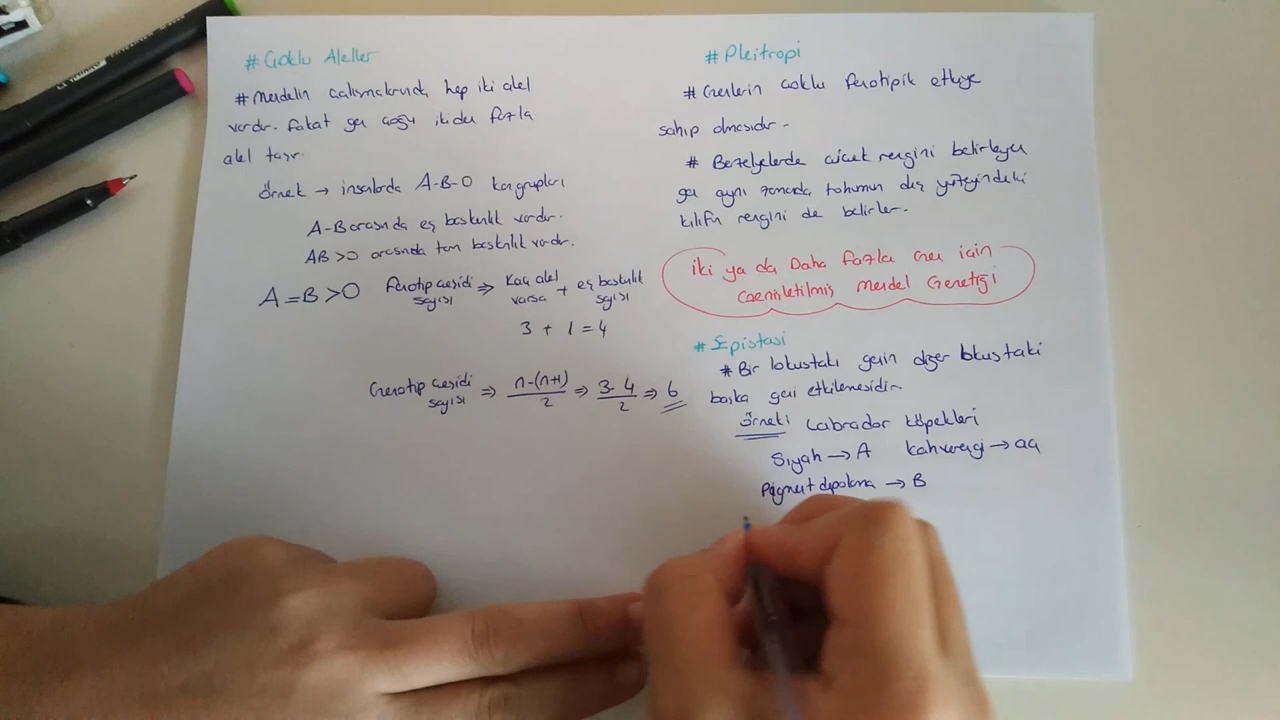 # Çoklu Aleller
# Mendelin çalışmalarında hep iki alel
vardır. Fakat gen çoğu ikiden fazla
alel taşır.
Örnek → insanlarda A-B-O kan grupları
A-B arasında eş baskınlık vardır.
AB > O arasında tam baskınlık vardır.
A = B > O
Fenotip çeşidi sayısı ⇒ Kaç alel varsa + eş baskınlık sayısı
3 + 1 = 4
Genotip çeşidi sayısı ⇒ n-(n+1)/2 ⇒ 3.4/2 ⇒ 6
# Pleitropi
# Genlerin çoklu fenotipik etkiye
sahip olmasıdır.
# Bezelyelerde çiçek rengini belirleyen
gen aynı zamanda tohumun dış yüzeyindeki
kılıfın rengini de belirler.
iki ya da Daha fazla Gen için
Genişletilmiş Mendel Genetiği
# Epistasi
# Bir lokustaki genin diğer lokustaki
başka geni etkilemesidir.
Örnek: Labrador köpekleri
Siyah → A kahverengi → aa
Pigment depolama → B